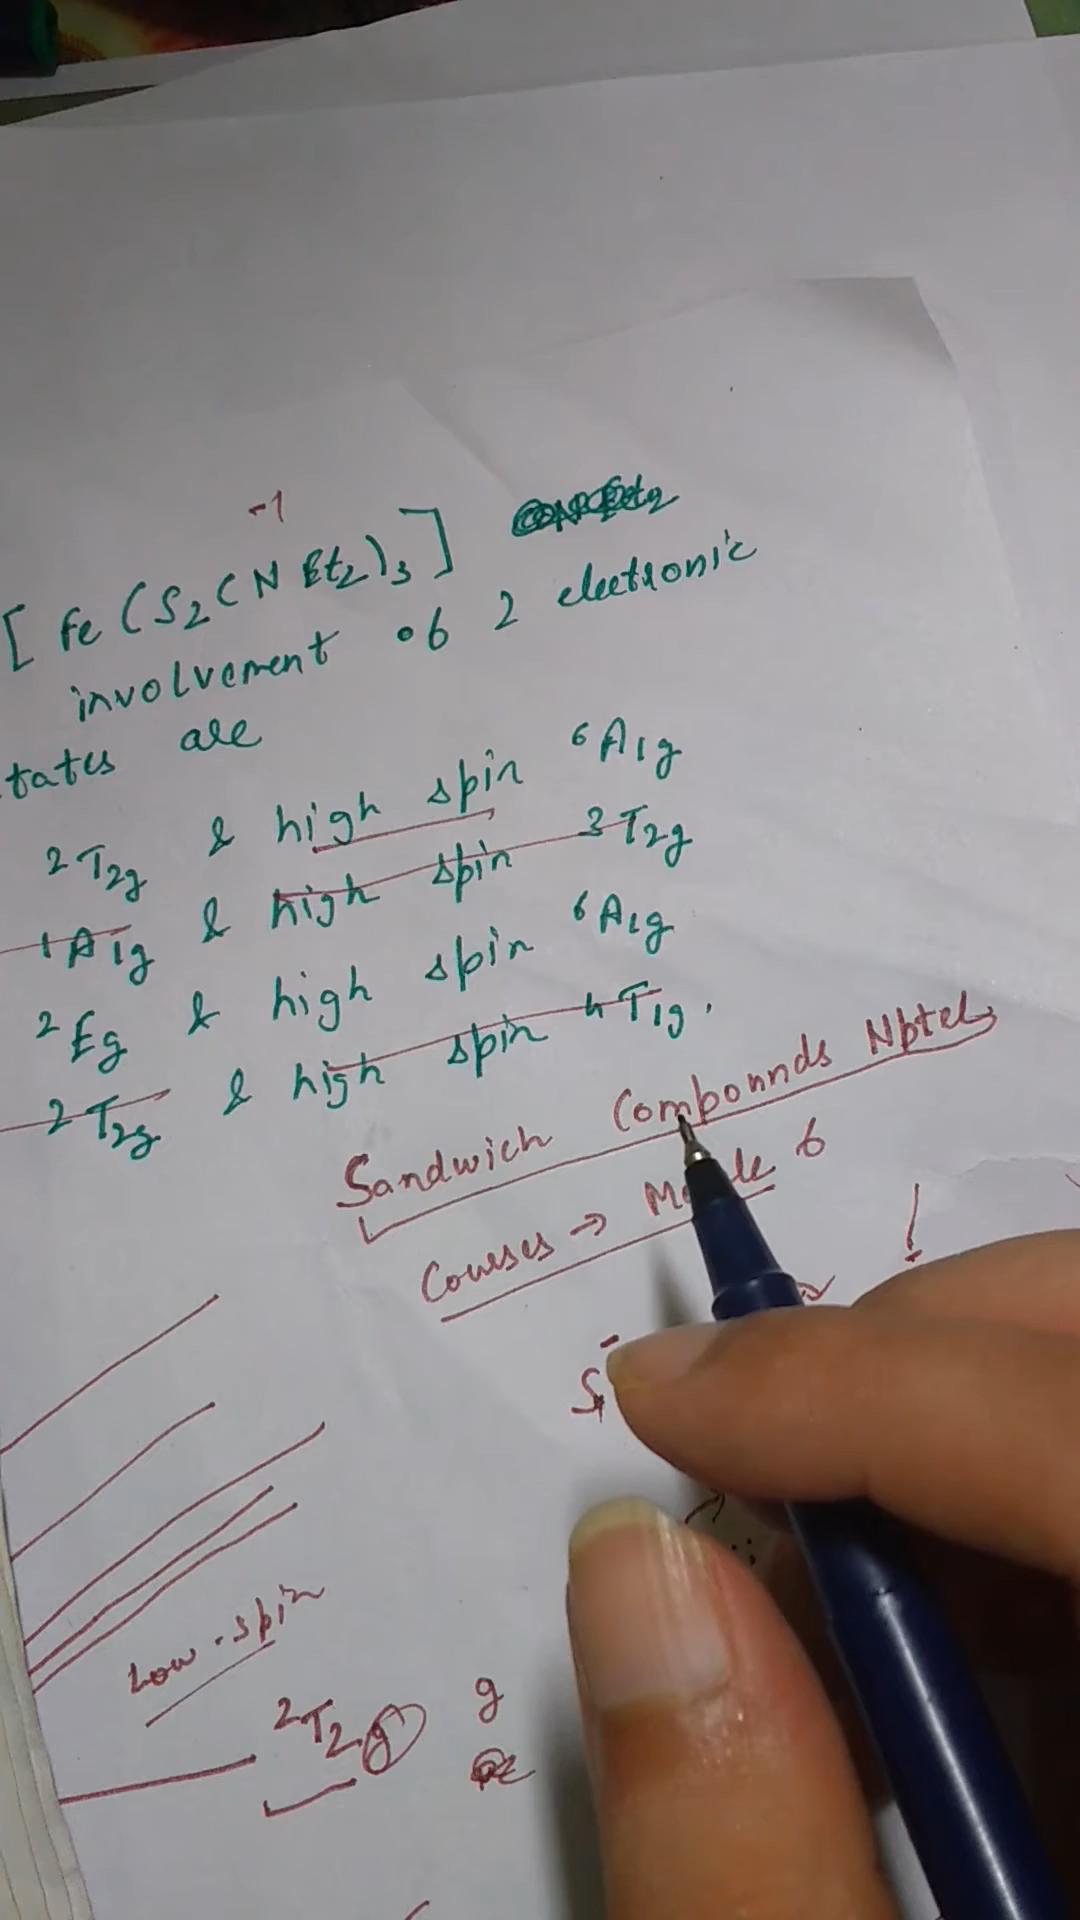 -1
[Fe(S2CNEt2)3]
involvement of 2 electronic
tates are
2T2g & high spin 6A1g
1A1g & high spin 3T2g
2Eg & high spin 6A1g
2T2g & high spin 4T1g.
Sandwich Compounds Nptel
Courses → 6
S-
Low-spin
2T2g g